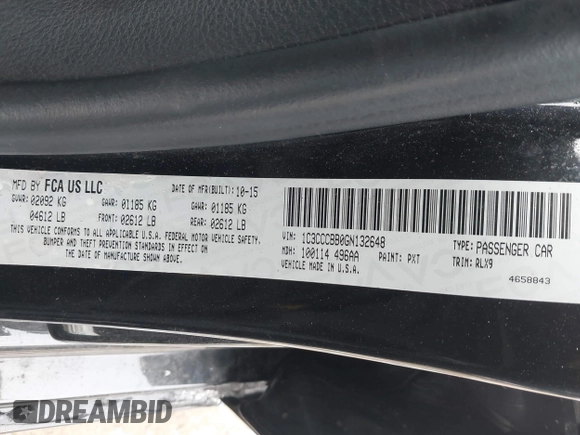 MFD BY FCA US LLC
DATE OF MFR(BUILT): 10-15
GVWR: 02092 KG
GAWR: 01185 KG
GAWR: 01185 KG
04612 LB
FRONT: 02612 LB
REAR: 02612 LB
THIS VEHICLE CONFORMS TO ALL APPLICABLE U.S.A. FEDERAL MOTOR VEHICLE SAFETY,
BUMPER AND THEFT PREVENTION STANDARDS IN EFFECT ON
THE DATE OF MANUFACTURE SHOWN ABOVE.
VIN: 1C3CCCBB0GN132648
TYPE: PASSENGER CAR
MDH: 100114 496AA
PAINT: PXT
TRIM: RLX9
VEHICLE MADE IN U.S.A.
4658843
DREAMBID